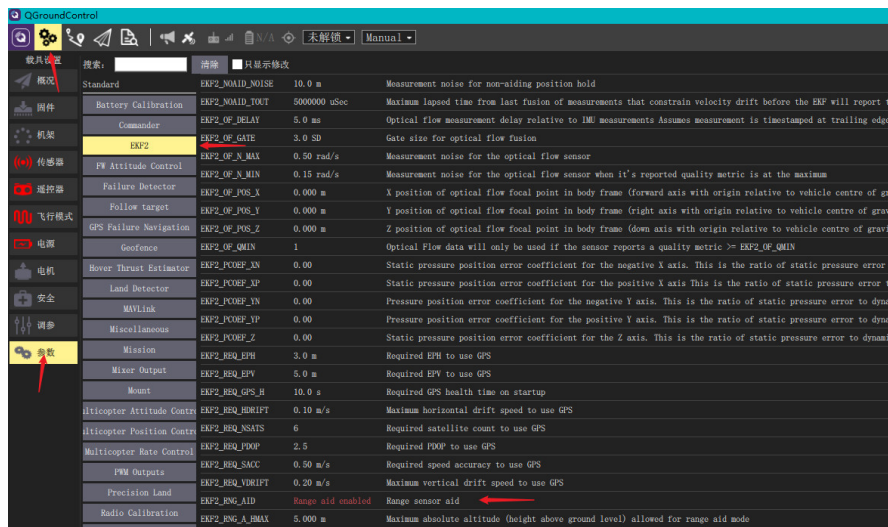 QGroundControl
N/A 未解锁 Manual
载具设置
搜索: 清除 只显示修改
概况
固件
机架
传感器
遥控器
飞行模式
电源
电机
安全
调参
参数
Standard
Battery Calibration
Commander
EKF2
FW Attitude Control
Failure Detector
Follow target
GPS Failure Navigation
Geofence
Hover Thrust Estimator
Land Detector
MAVLink
Miscellaneous
Mission
Mixer Output
Mount
ulticopter Attitude Contro
ulticopter Position Contro
Multicopter Rate Control
PWM Outputs
Precision Land
Radio Calibration
EKF2_NOAID_NOISE 10.0 m Measurement noise for non-aiding position hold
EKF2_NOAID_TOUT 5000000 uSec Maximum lapsed time from last fusion of measurements that constrain velocity drift before the EKF will report
EKF2_OF_DELAY 5.0 ms Optical flow measurement delay relative to IMU measurements Assumes measurement is timestamped at trailing edge
EKF2_OF_GATE 3.0 SD Gate size for optical flow fusion
EKF2_OF_N_MAX 0.50 rad/s Measurement noise for the optical flow sensor
EKF2_OF_N_MIN 0.15 rad/s Measurement noise for the optical flow sensor when it's reported quality metric is at the maximum
EKF2_OF_POS_X 0.000 m X position of optical flow focal point in body frame (forward axis with origin relative to vehicle centre of
EKF2_OF_POS_Y 0.000 m Y position of optical flow focal point in body frame (right axis with origin relative to vehicle centre of grav
EKF2_OF_POS_Z 0.000 m Z position of optical flow focal point in body frame (down axis with origin relative to vehicle centre of gravi
EKF2_OF_QMIN 1 Optical Flow data will only be used if the sensor reports a quality metric >= EKF2_OF_QMIN
EKF2_PCOEF_XN 0.00 Static pressure position error coefficient for the negative X axis. This is the ratio of static pressure error
EKF2_PCOEF_XP 0.00 Static pressure position error coefficient for the positive X axis This is the ratio of static pressure error
EKF2_PCOEF_YN 0.00 Pressure position error coefficient for the negative Y axis. This is the ratio of static pressure error to dyna
EKF2_PCOEF_YP 0.00 Pressure position error coefficient for the positive Y axis. This is the ratio of static pressure error to dyna
EKF2_PCOEF_Z 0.00 Static pressure position error coefficient for the Z axis. This is the ratio of static pressure error to dynami
EKF2_REQ_EPH 3.0 m Required EPH to use GPS
EKF2_REQ_EPV 5.0 m Required EPV to use GPS
EKF2_REQ_GPS_H 10.0 s Required GPS health time on startup
EKF2_REQ_HDRIFT 0.10 m/s Maximum horizontal drift speed to use GPS
EKF2_REQ_NSATS 6 Required satellite count to use GPS
EKF2_REQ_PDOP 2.5 Required PDOP to use GPS
EKF2_REQ_SACC 0.50 m/s Required speed accuracy to use GPS
EKF2_REQ_VDRIFT 0.20 m/s Maximum vertical drift speed to use GPS
EKF2_RNG_AID Range aid enabled Range sensor aid
EKF2_RNG_A_HMAX 5.000 m Maximum absolute altitude (height above ground level) allowed for range aid mode